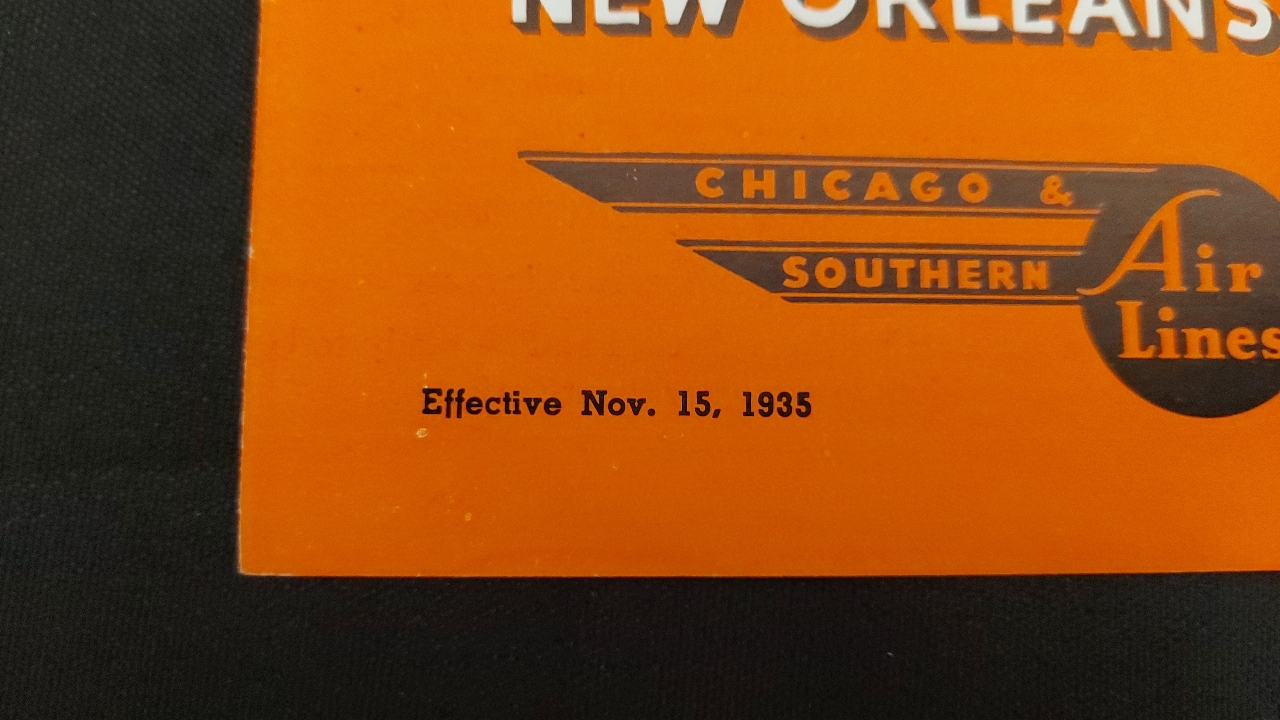 NEW ORLEANS
CHICAGO &
SOUTHERN
Air
Lines
Effective Nov. 15, 1935